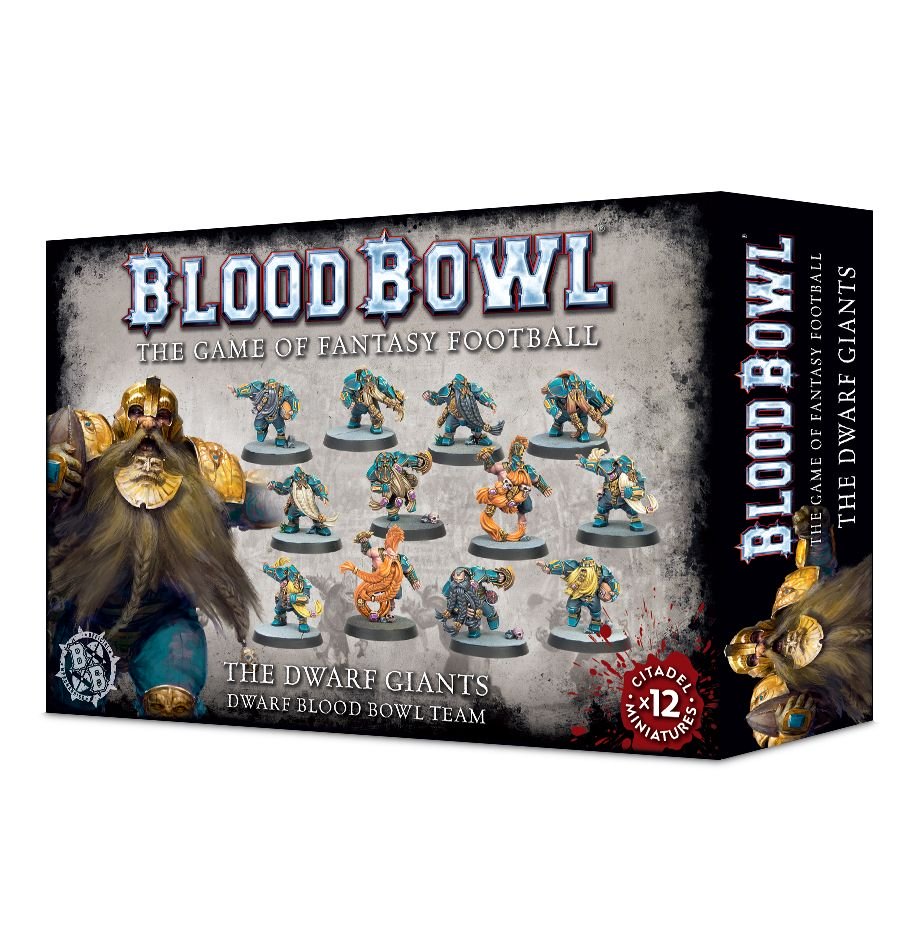 BLOOD BOWL
THE GAME OF FANTASY FOOTBALL
THE DWARF GIANTS
DWARF BLOOD BOWL TEAM
CITADEL
x12
MINIATURES
BLOOD BOWL
THE GAME OF FANTASY FOOTBALL
THE DWARF GIANTS